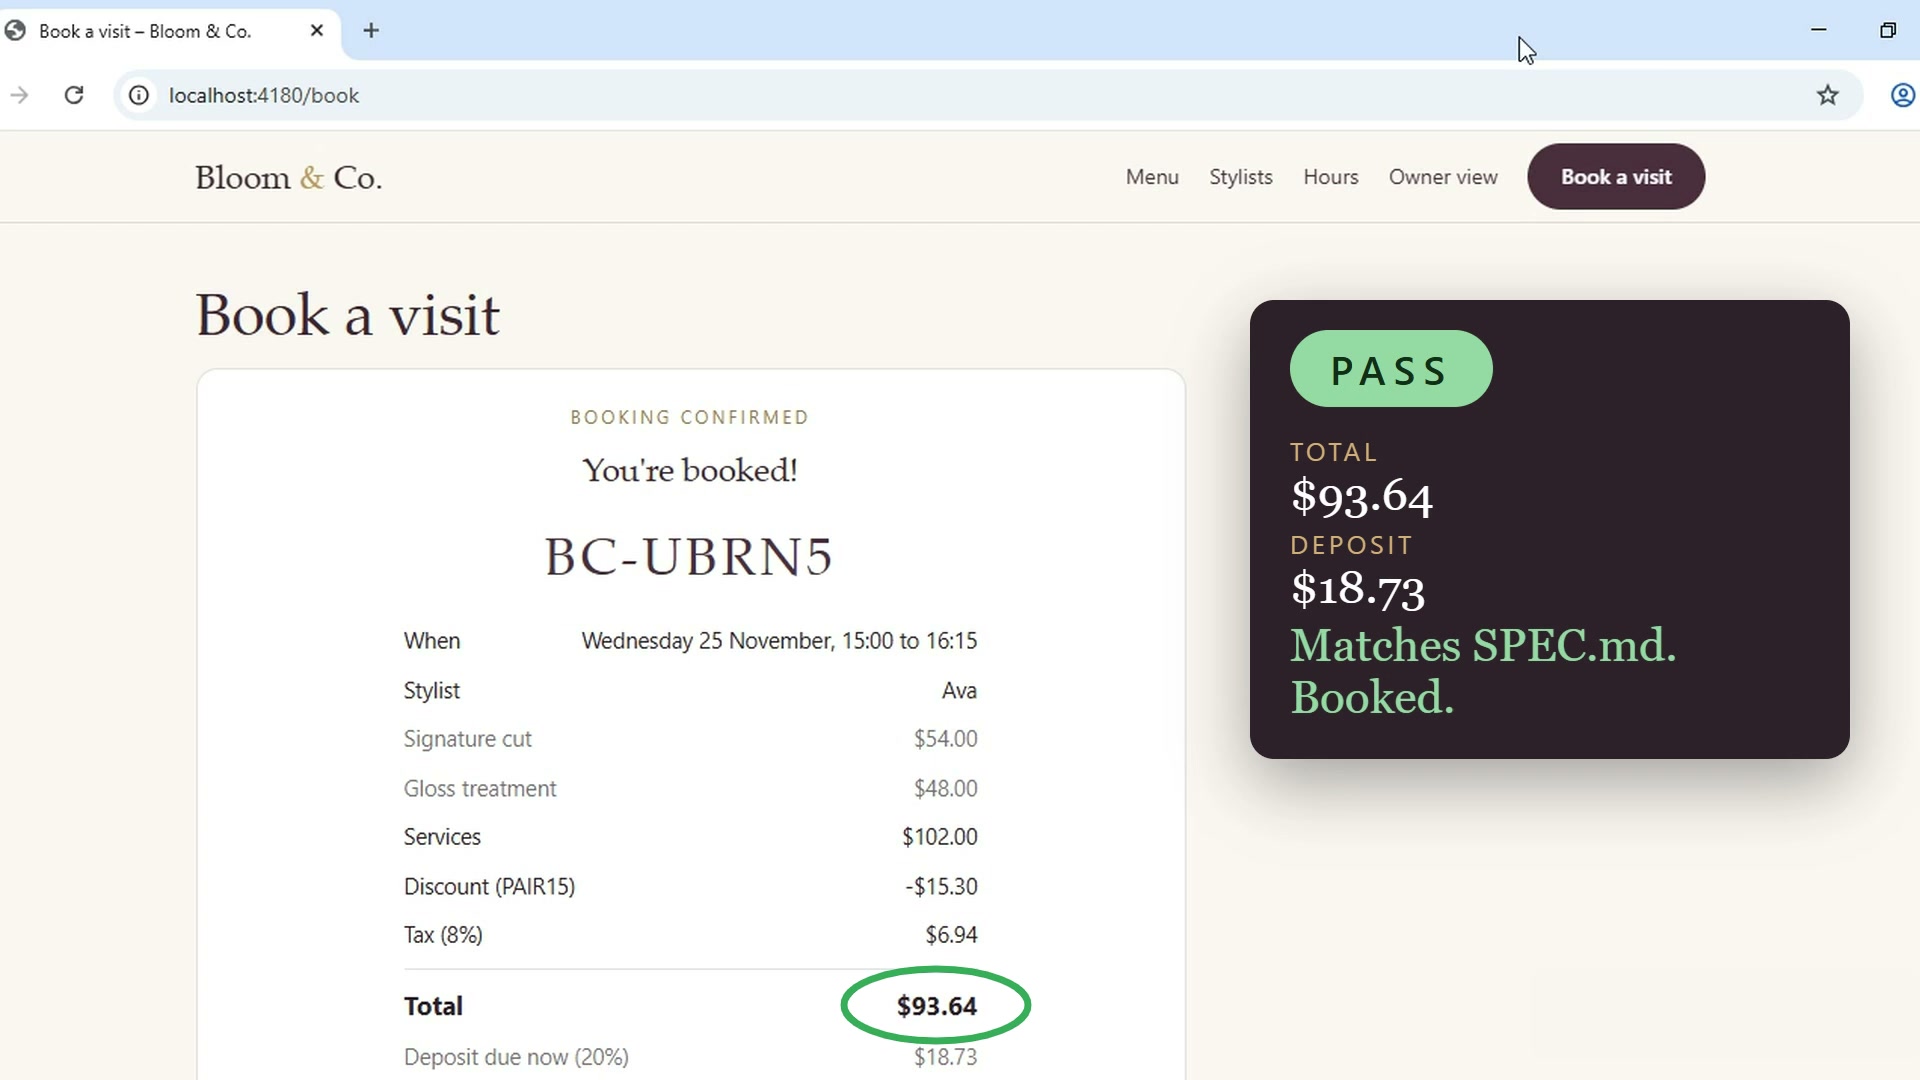 Book a visit – Bloom & Co.
localhost:4180/book
Bloom & Co.
Menu Stylists Hours Owner view Book a visit
Book a visit
BOOKING CONFIRMED
You're booked!
BC-UBRN5
When Wednesday 25 November, 15:00 to 16:15
Stylist Ava
Signature cut $54.00
Gloss treatment $48.00
Services $102.00
Discount (PAIR15) -$15.30
Tax (8%) $6.94
Total $93.64
Deposit due now (20%) $18.73
PASS
TOTAL
$93.64
DEPOSIT
$18.73
Matches SPEC.md.
Booked.